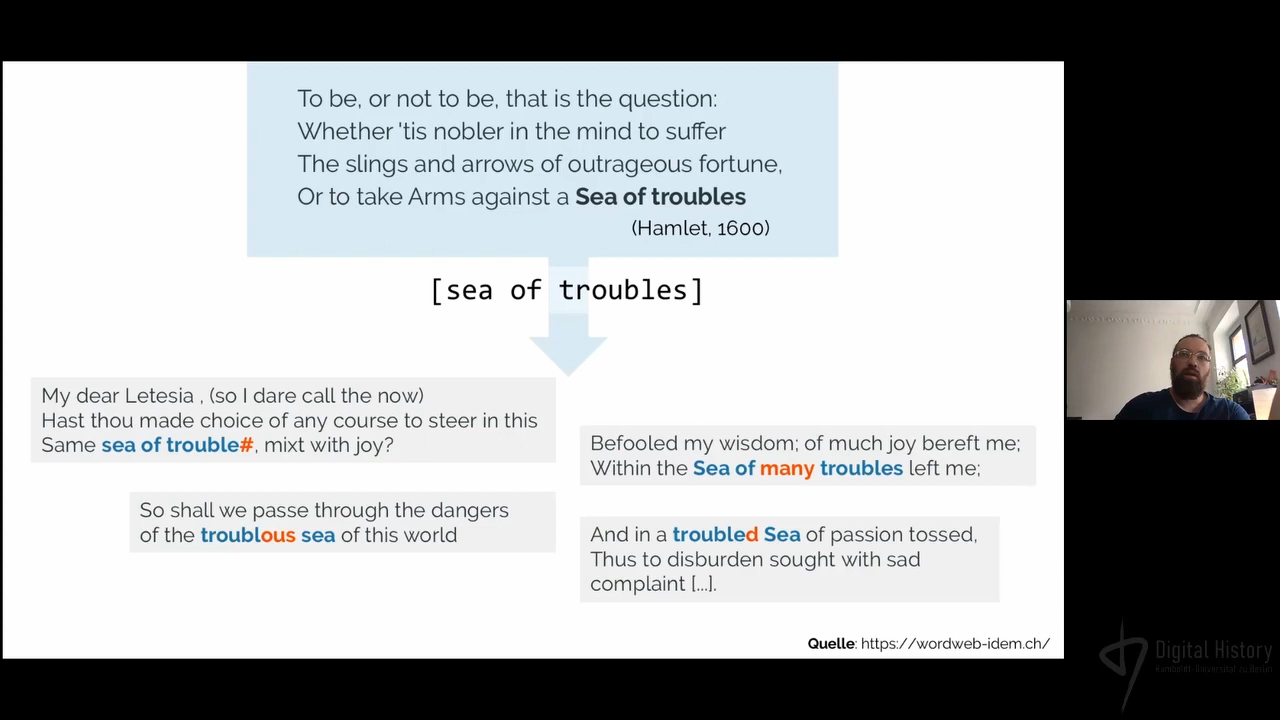 To be, or not to be, that is the question:
Whether 'tis nobler in the mind to suffer
The slings and arrows of outrageous fortune,
Or to take Arms against a Sea of troubles
(Hamlet, 1600)
[sea of troubles]
My dear Letesia , (so I dare call the now)
Hast thou made choice of any course to steer in this
Same sea of trouble#, mixt with joy?
So shall we passe through the dangers
of the troublous sea of this world
Befooled my wisdom; of much joy bereft me;
Within the Sea of many troubles left me;
And in a troubled Sea of passion tossed,
Thus to disburden sought with sad
complaint [...].
Quelle: https://wordweb-idem.ch/
Digital History
Humboldt-Universität zu Berlin